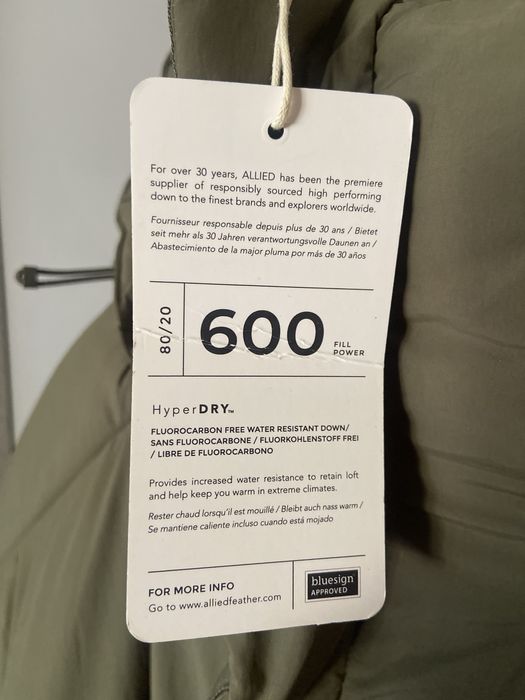 For over 30 years, ALLIED has been the premiere
supplier of responsibly sourced high performing
down to the finest brands and explorers worldwide.
Fournisseur responsable depuis plus de 30 ans / Bietet
seit mehr als 30 Jahren verantwortungsvolle Daunen an /
Abastecimiento de la major pluma por más de 30 años
80/20
600
FILL
POWER
HyperDRY™
FLUOROCARBON FREE WATER RESISTANT DOWN/
SANS FLUOROCARBONE / FLUORKOHLENSTOFF FREI
/ LIBRE DE FLUOROCARBONO
Provides increased water resistance to retain loft
and help keep you warm in extreme climates.
Rester chaud lorsqu'il est mouillé / Bleibt auch nass warm /
Se mantiene caliente incluso cuando está mojado
FOR MORE INFO
Go to www.alliedfeather.com
bluesign
APPROVED